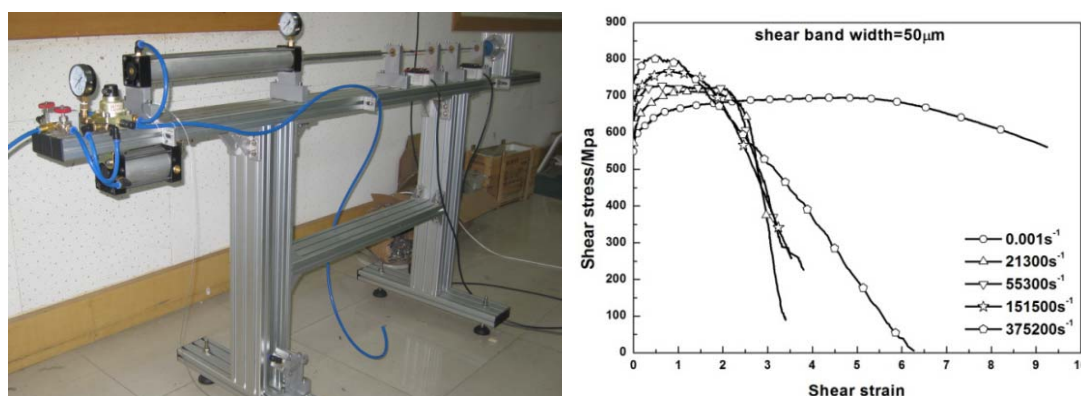 900
shear band width=50μm
800
700
600
500
400
300
200
100
0
Shear stress/Mpa
0.001s⁻¹
21300s⁻¹
55300s⁻¹
151500s⁻¹
375200s⁻¹
0 1 2 3 4 5 6 7 8 9 10
Shear strain